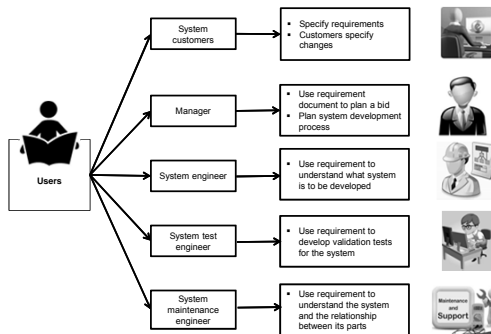 Users
System
customers
▪ Specify requirements
▪ Customers specify
changes
Manager
▪ Use requirement
document to plan a bid
▪ Plan system development
process
System engineer
▪ Use requirement to
understand what system
is to be developed
System test
engineer
▪ Use requirement to
develop validation tests
for the system
System
maintenance
engineer
▪ Use requirement to
understand the system
and the relationship
between its parts
Maintenance
and
Support